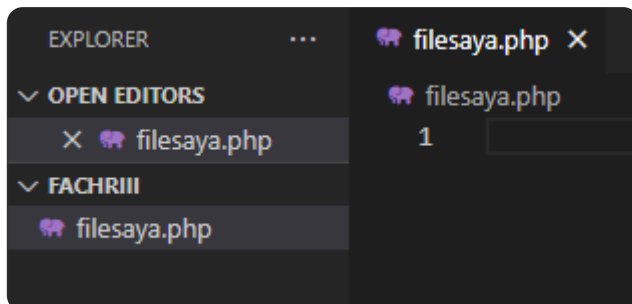 EXPLORER ...
OPEN EDITORS
filesaya.php
FACHRIII
filesaya.php
filesaya.php
filesaya.php
1